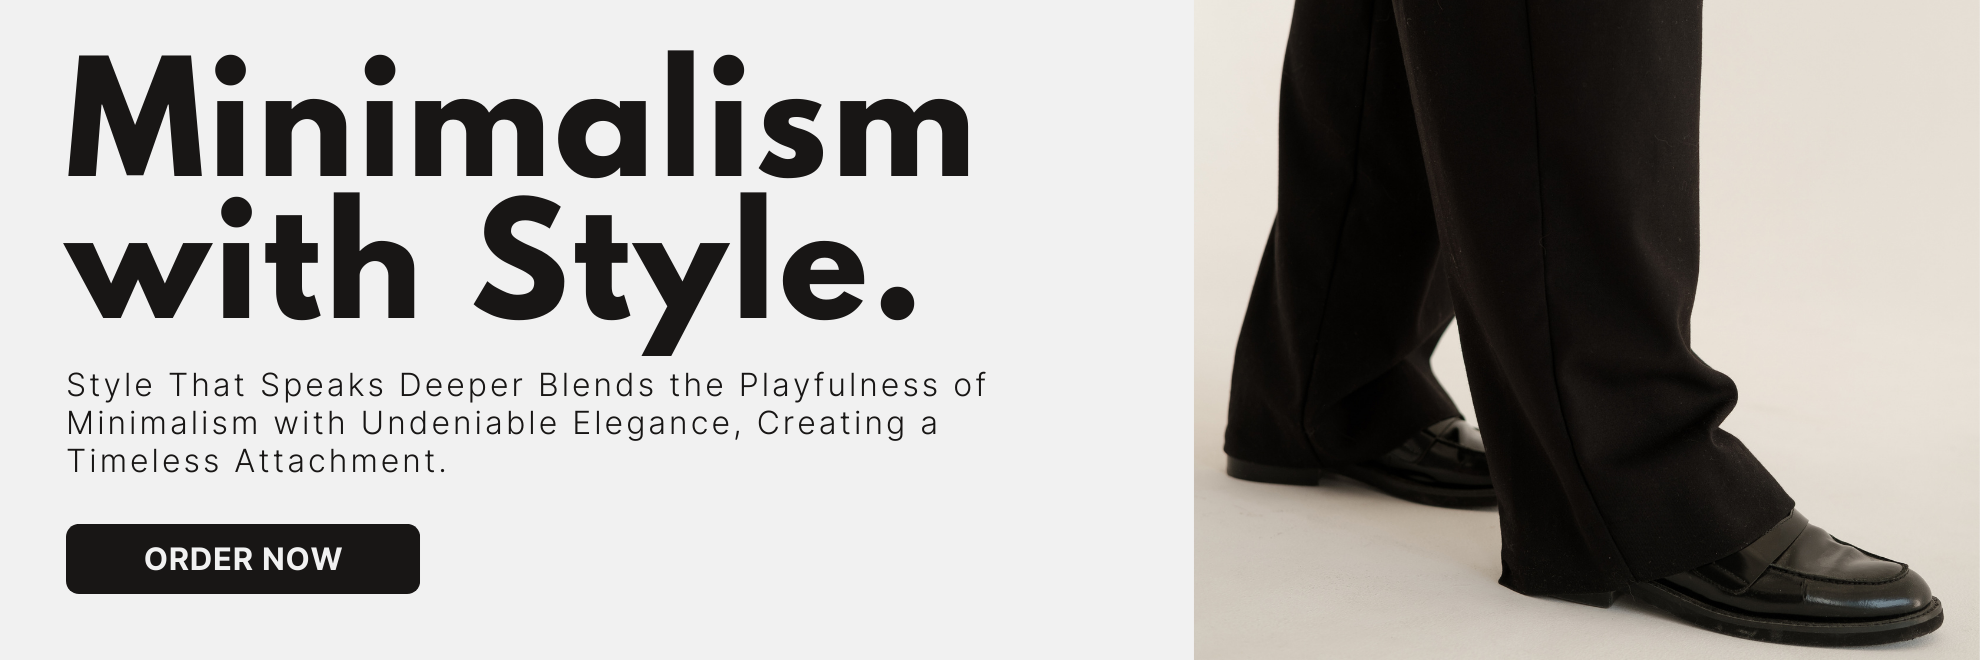 Minimalism
with Style.
Style That Speaks Deeper Blends the Playfulness of
Minimalism with Undeniable Elegance, Creating a
Timeless Attachment.
ORDER NOW